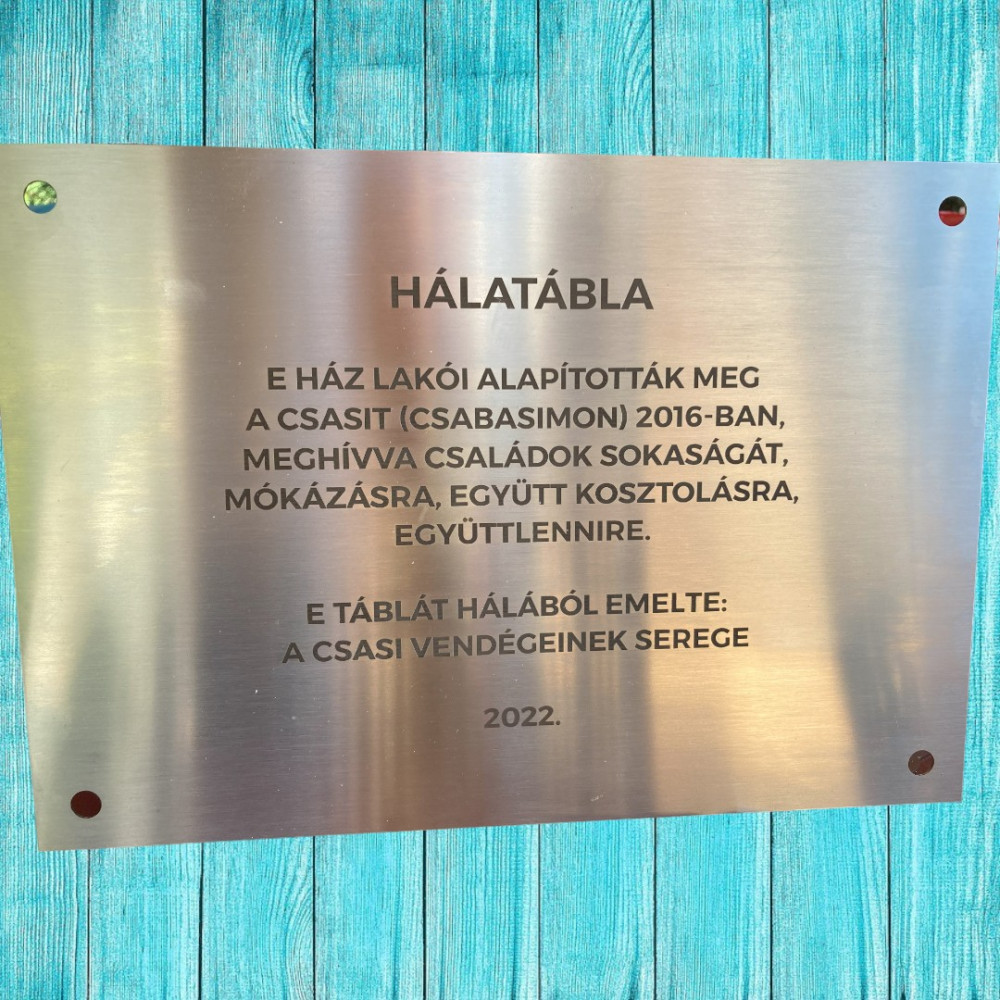 HÁLATÁBLA
E HÁZ LAKÓI ALAPÍTOTTÁK MEG
A CSASIT (CSABASIMON) 2016-BAN,
MEGHÍVVA CSALÁDOK SOKASÁGÁT,
MÓKÁZÁSRA, EGYÜTT KOSZTOLÁSRA,
EGYÜTTLENNIRE.
E TÁBLÁT HÁLÁBÓL EMELTE:
A CSASI VENDÉGEINEK SEREGE
2022.